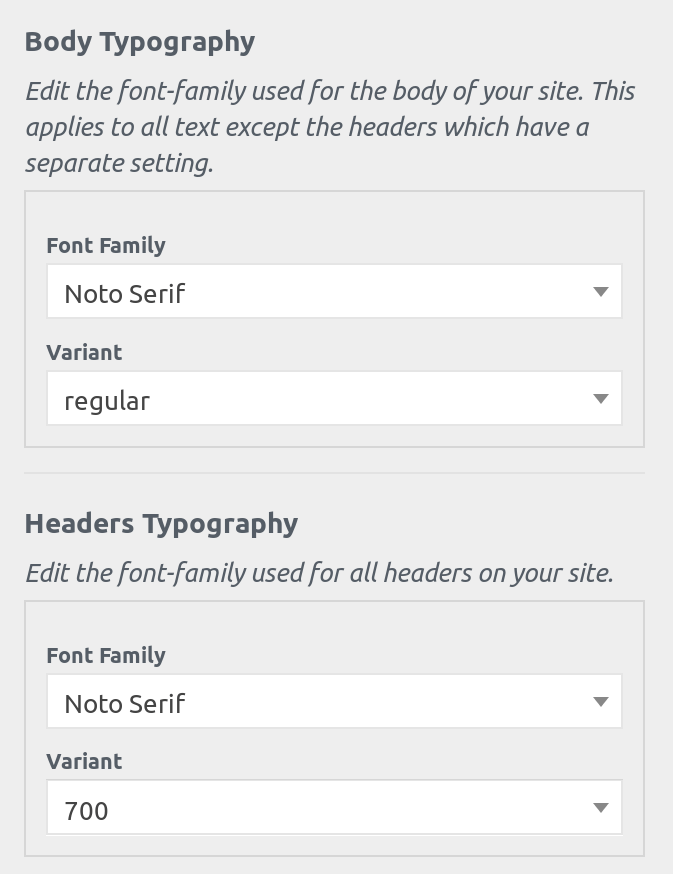 Body Typography
Edit the font-family used for the body of your site. This
applies to all text except the headers which have a
separate setting.
Font Family
Noto Serif
Variant
regular
Headers Typography
Edit the font-family used for all headers on your site.
Font Family
Noto Serif
Variant
700